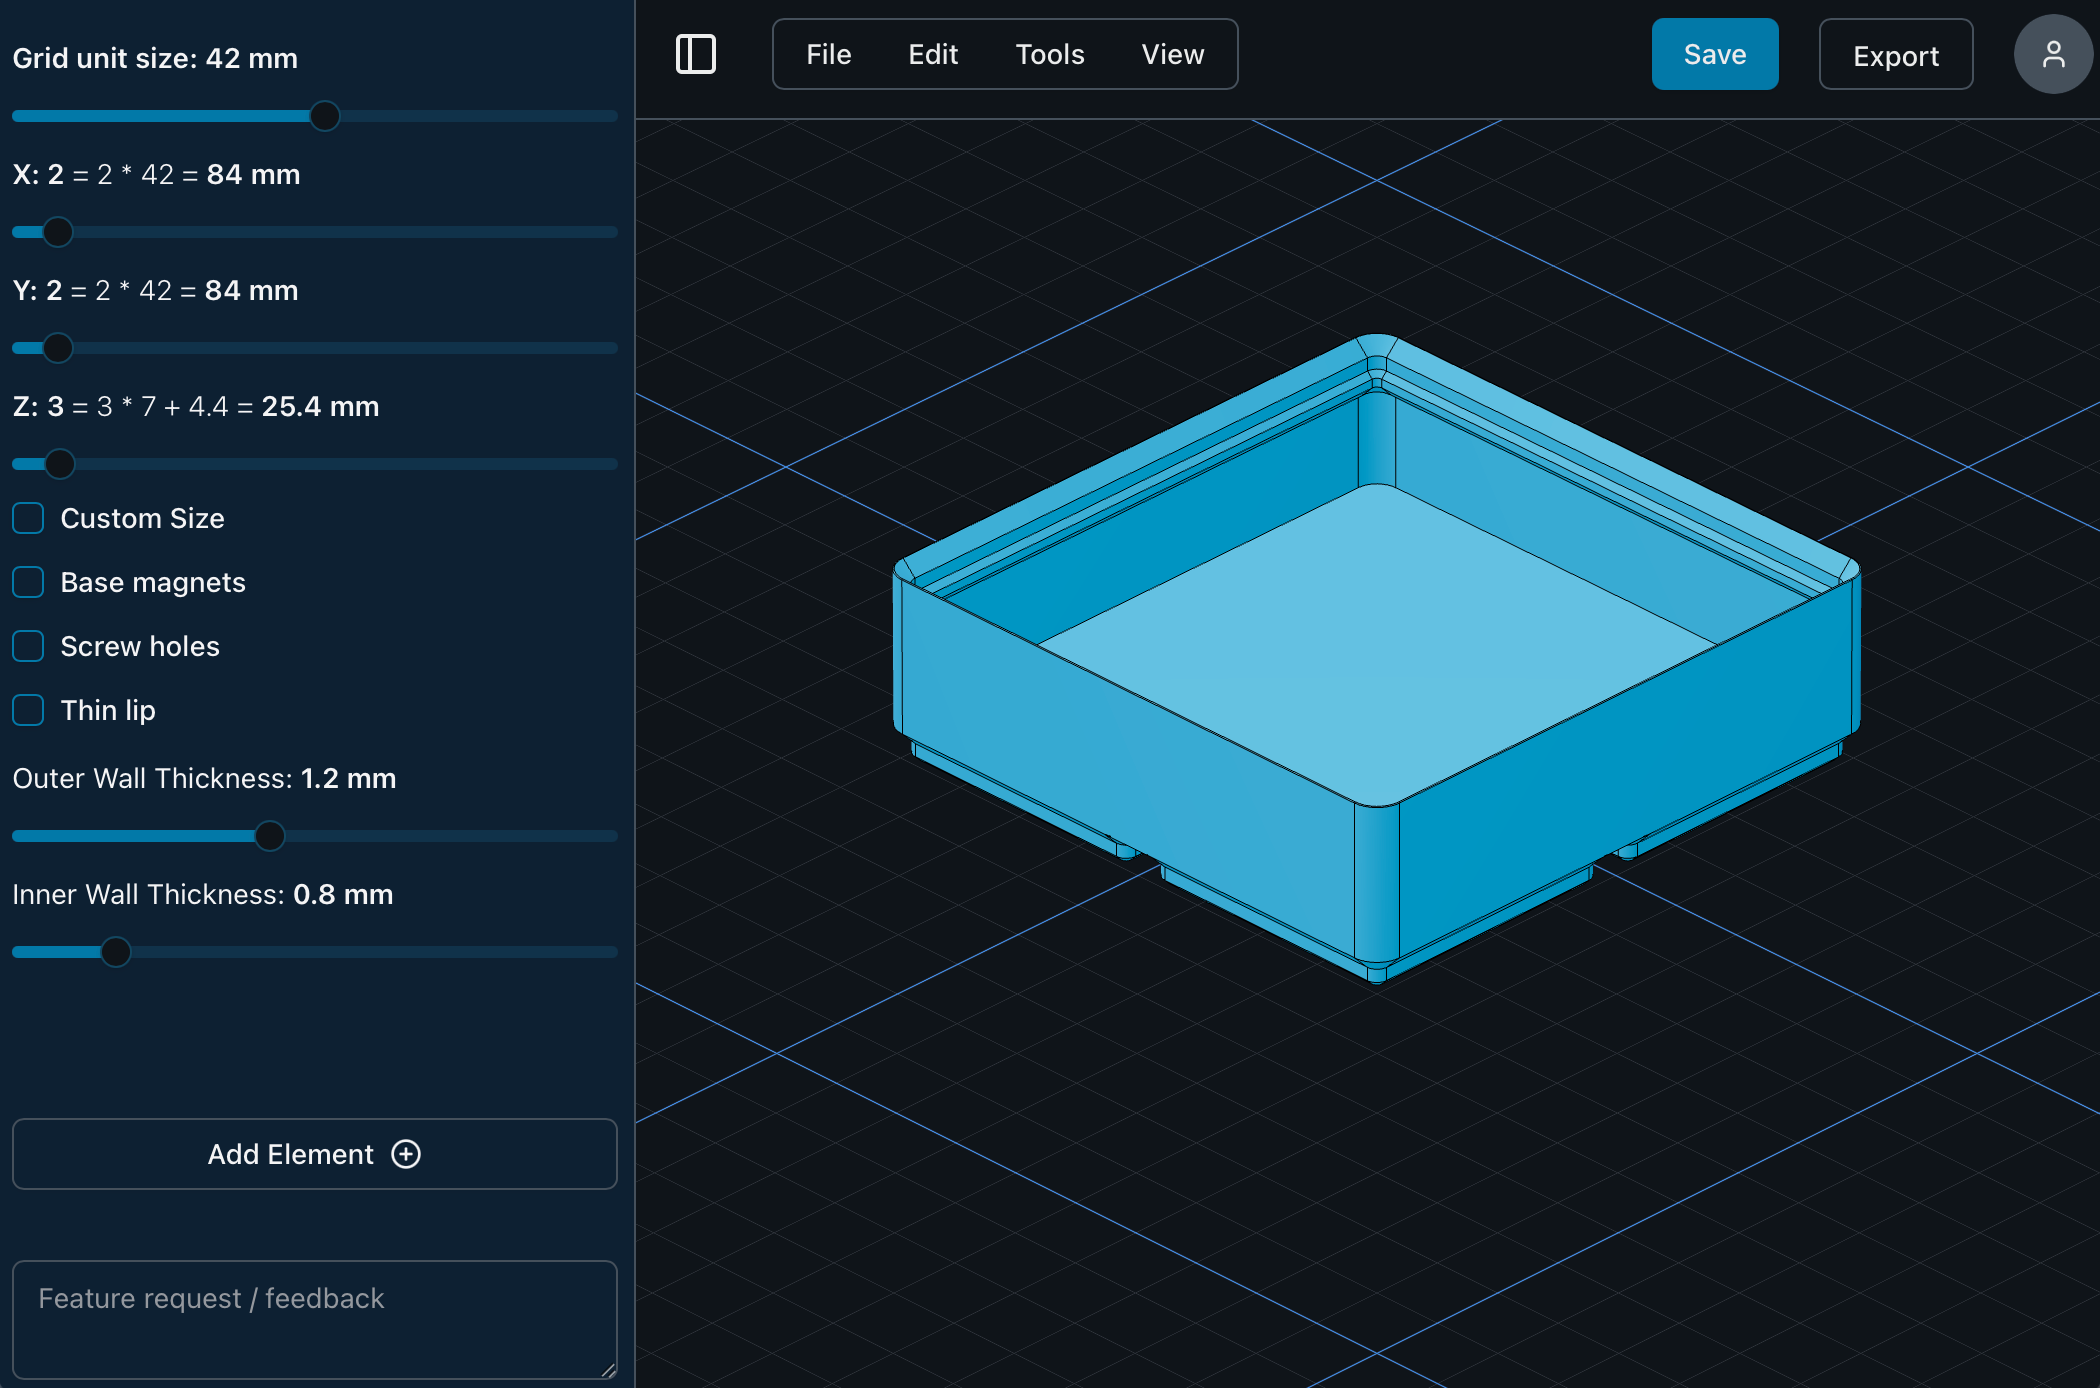 Grid unit size: 42 mm
X: 2 = 2 * 42 = 84 mm
Y: 2 = 2 * 42 = 84 mm
Z: 3 = 3 * 7 + 4.4 = 25.4 mm
Custom Size
Base magnets
Screw holes
Thin lip
Outer Wall Thickness: 1.2 mm
Inner Wall Thickness: 0.8 mm
Add Element
Feature request / feedback
File Edit Tools View
Save
Export